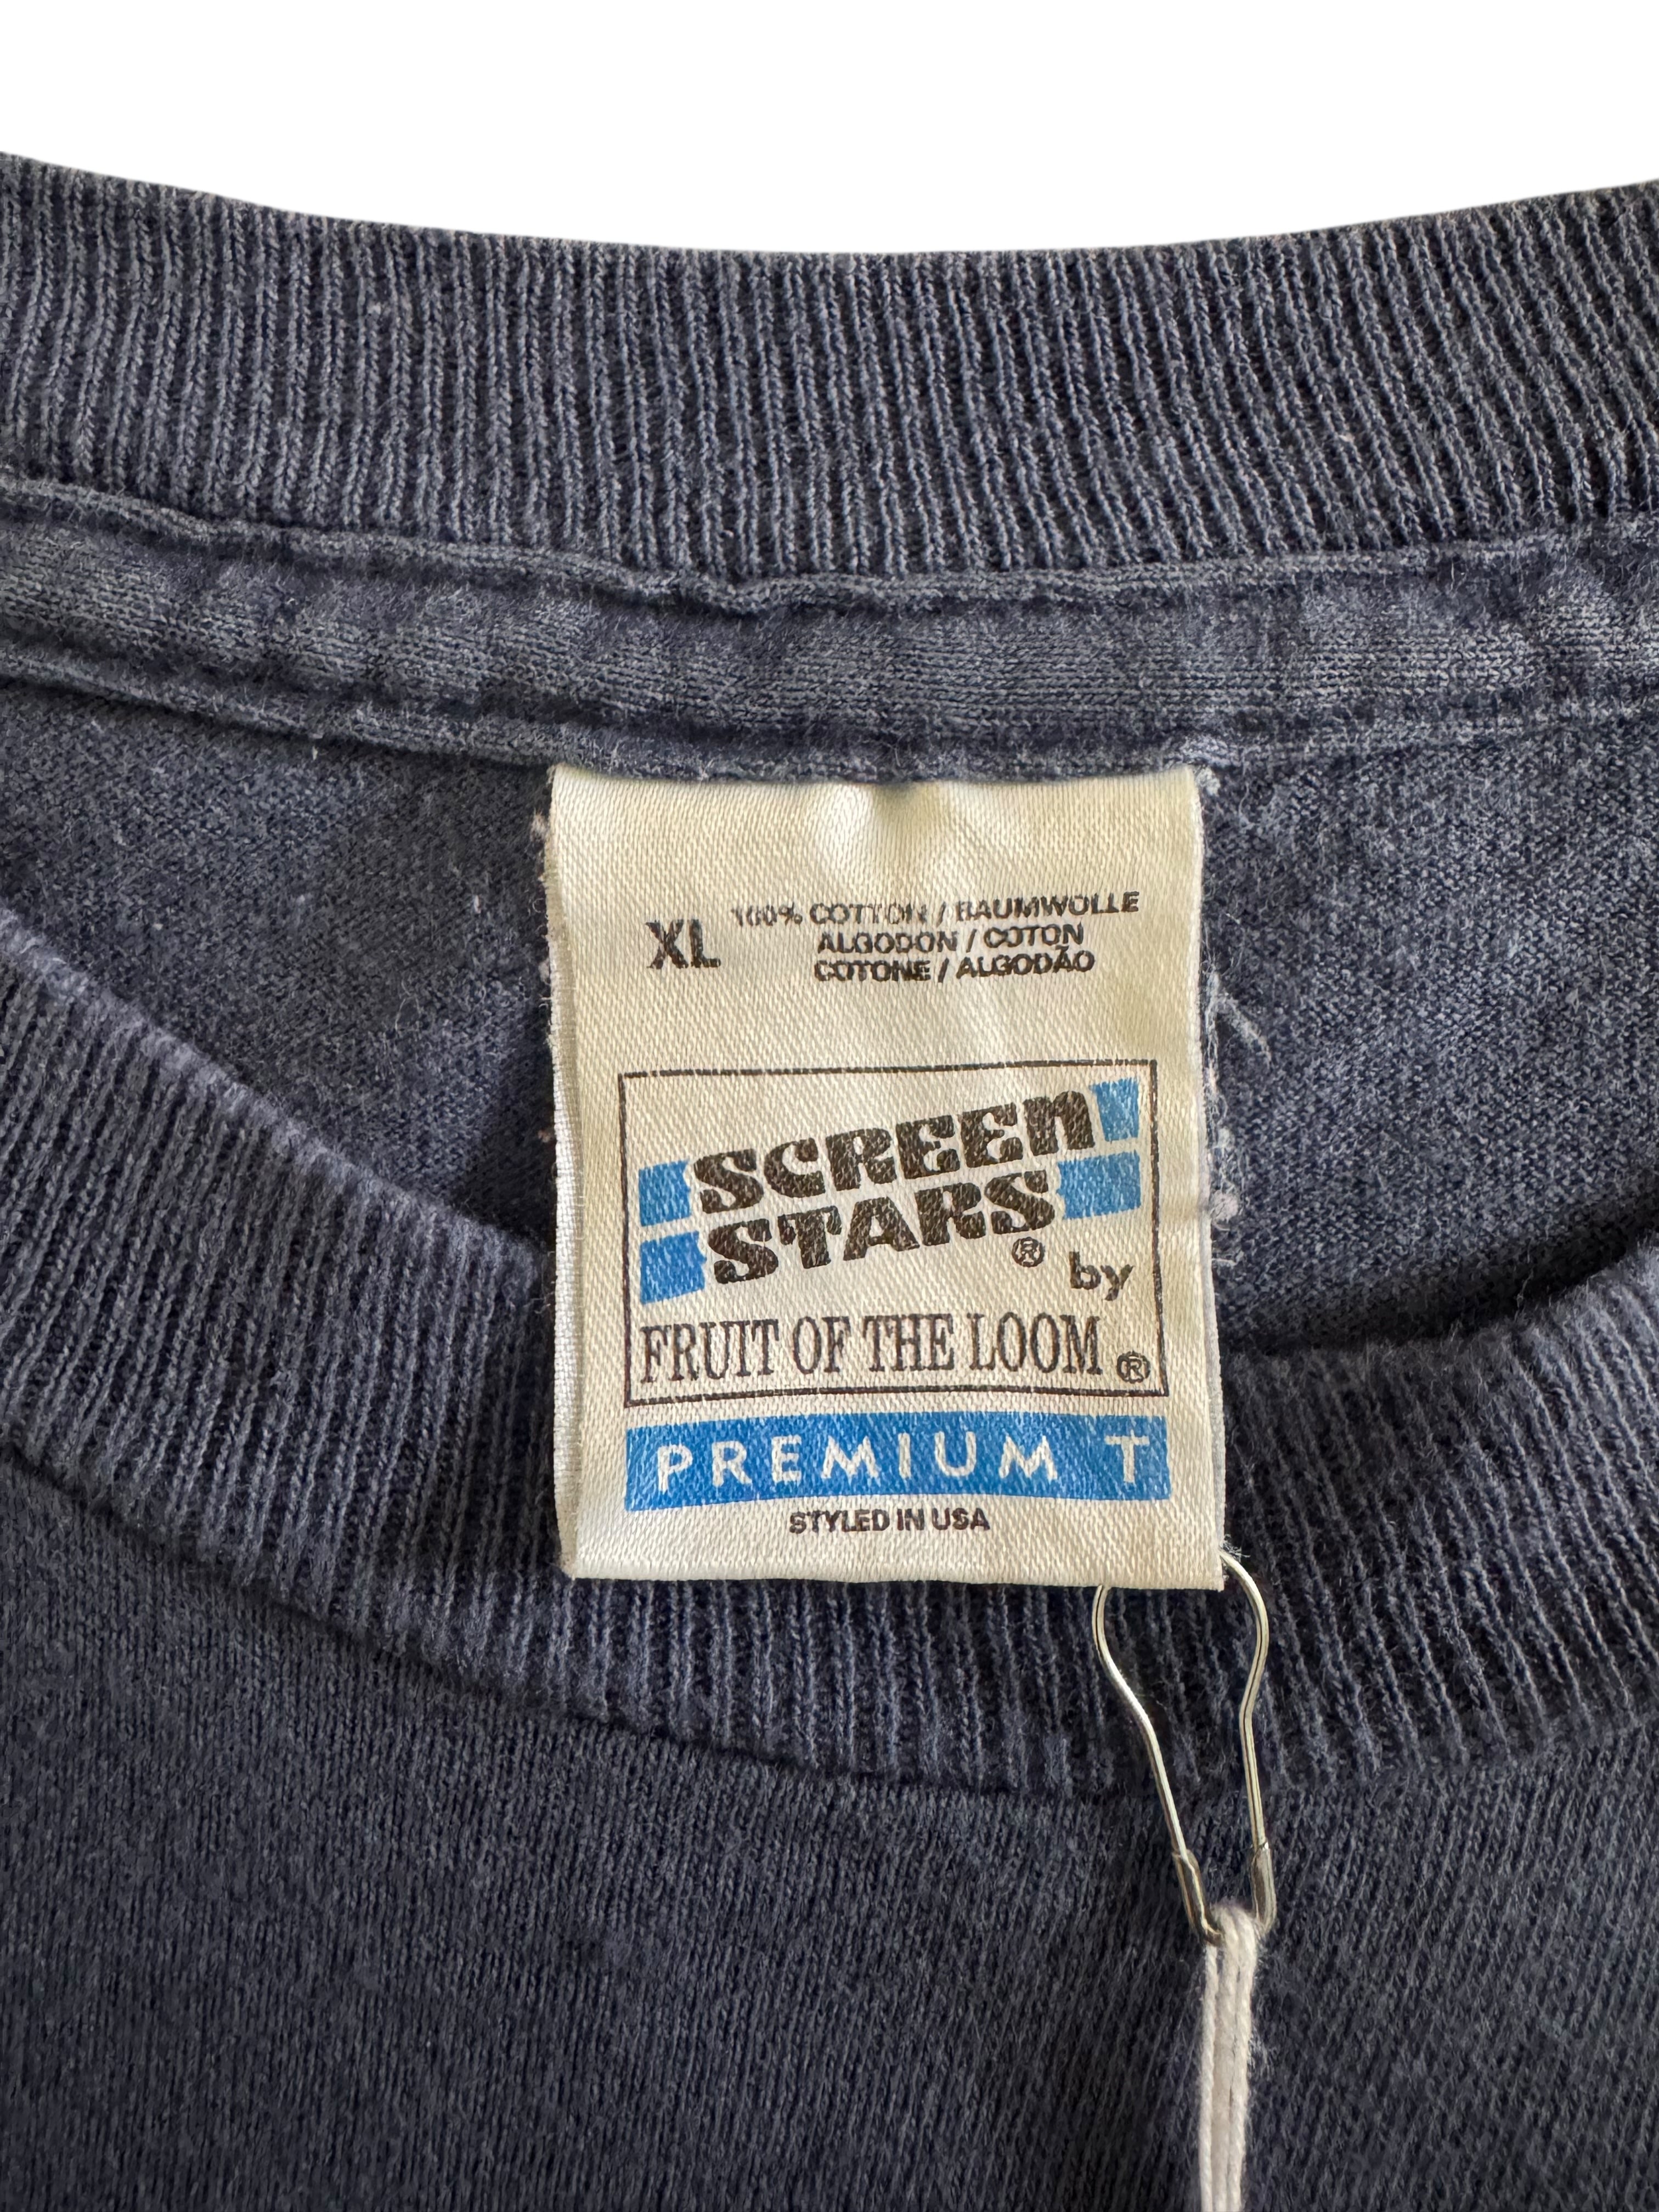 XL
100% COTTON / BAUMWOLLE
ALGODON / COTON
COTONE / ALGODÃO
SCREEN
STARS®
by
FRUIT OF THE LOOM®
PREMIUM T
STYLED IN USA